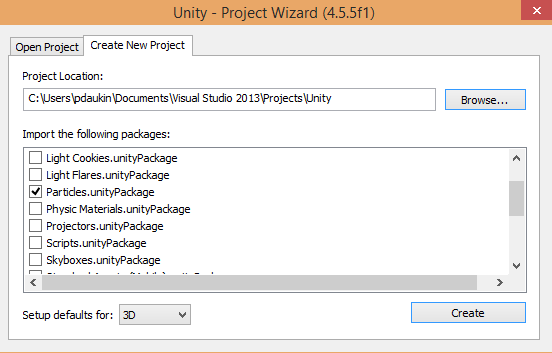 Unity - Project Wizard (4.5.5f1)
Open Project
Create New Project
Project Location:
C:\Users\pdaukin\Documents\Visual Studio 2013\Projects\Unity
Browse...
Import the following packages:
Light Cookies.unityPackage
Light Flares.unityPackage
Particles.unityPackage
Physic Materials.unityPackage
Projectors.unityPackage
Scripts.unityPackage
Skyboxes.unityPackage
Setup defaults for:
3D
Create